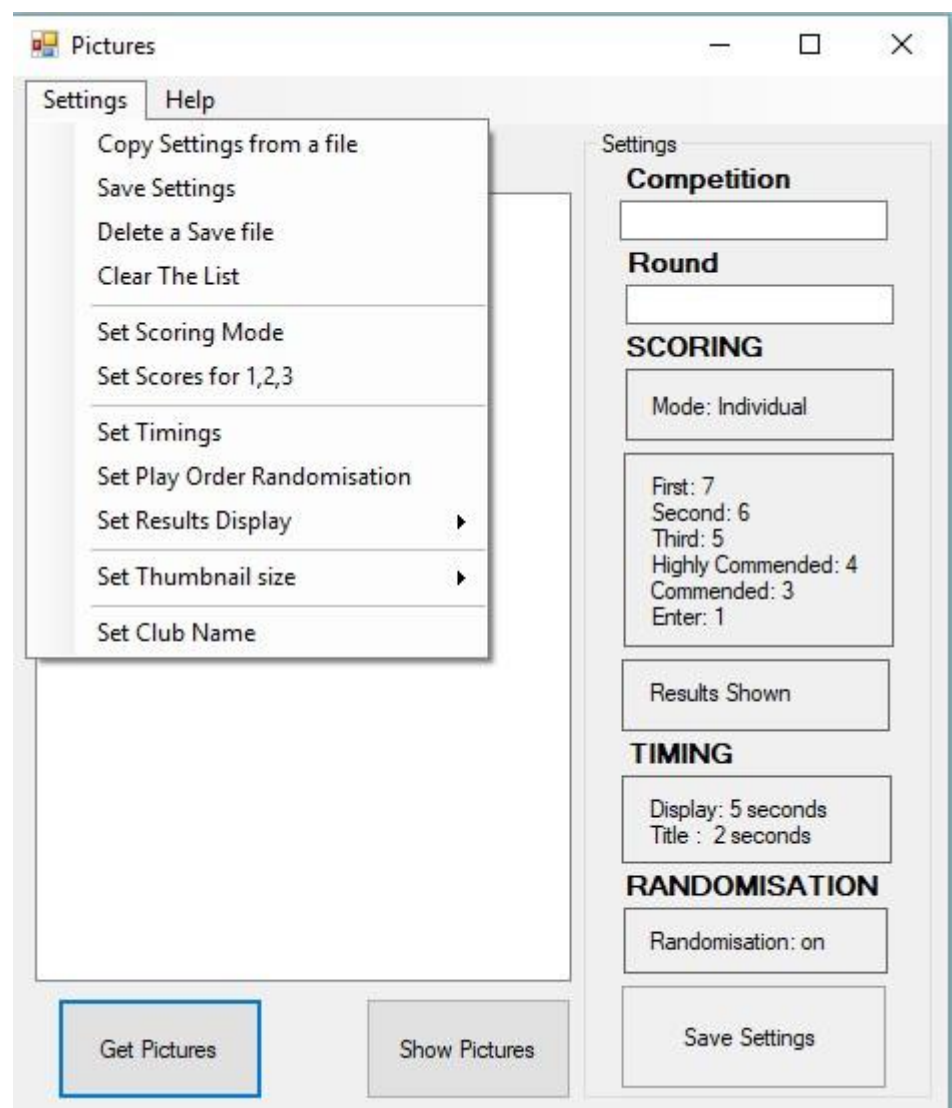 Pictures
Settings Help
Copy Settings from a file
Save Settings
Delete a Save file
Clear The List
Set Scoring Mode
Set Scores for 1,2,3
Set Timings
Set Play Order Randomisation
Set Results Display
Set Thumbnail size
Set Club Name
Get Pictures
Show Pictures
Settings
Competition
Round
SCORING
Mode: Individual
First: 7
Second: 6
Third: 5
Highly Commended: 4
Commended: 3
Enter: 1
Results Shown
TIMING
Display: 5 seconds
Title : 2 seconds
RANDOMISATION
Randomisation: on
Save Settings